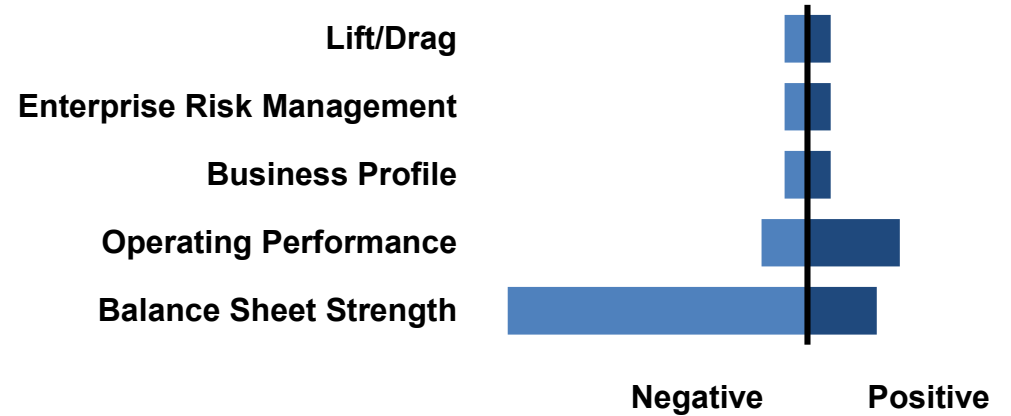 Lift/Drag
Enterprise Risk Management
Business Profile
Operating Performance
Balance Sheet Strength
Negative Positive